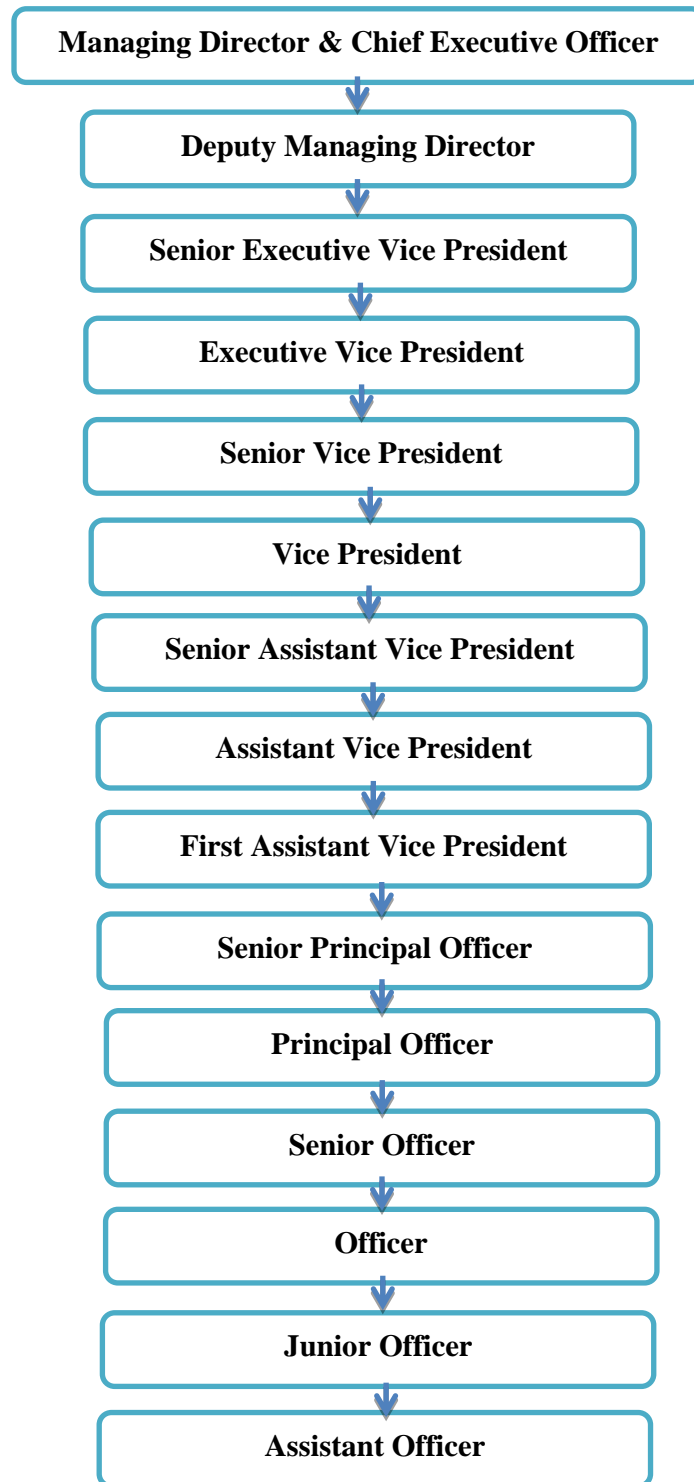 Managing Director & Chief Executive Officer
Deputy Managing Director
Senior Executive Vice President
Executive Vice President
Senior Vice President
Vice President
Senior Assistant Vice President
Assistant Vice President
First Assistant Vice President
Senior Principal Officer
Principal Officer
Senior Officer
Officer
Junior Officer
Assistant Officer